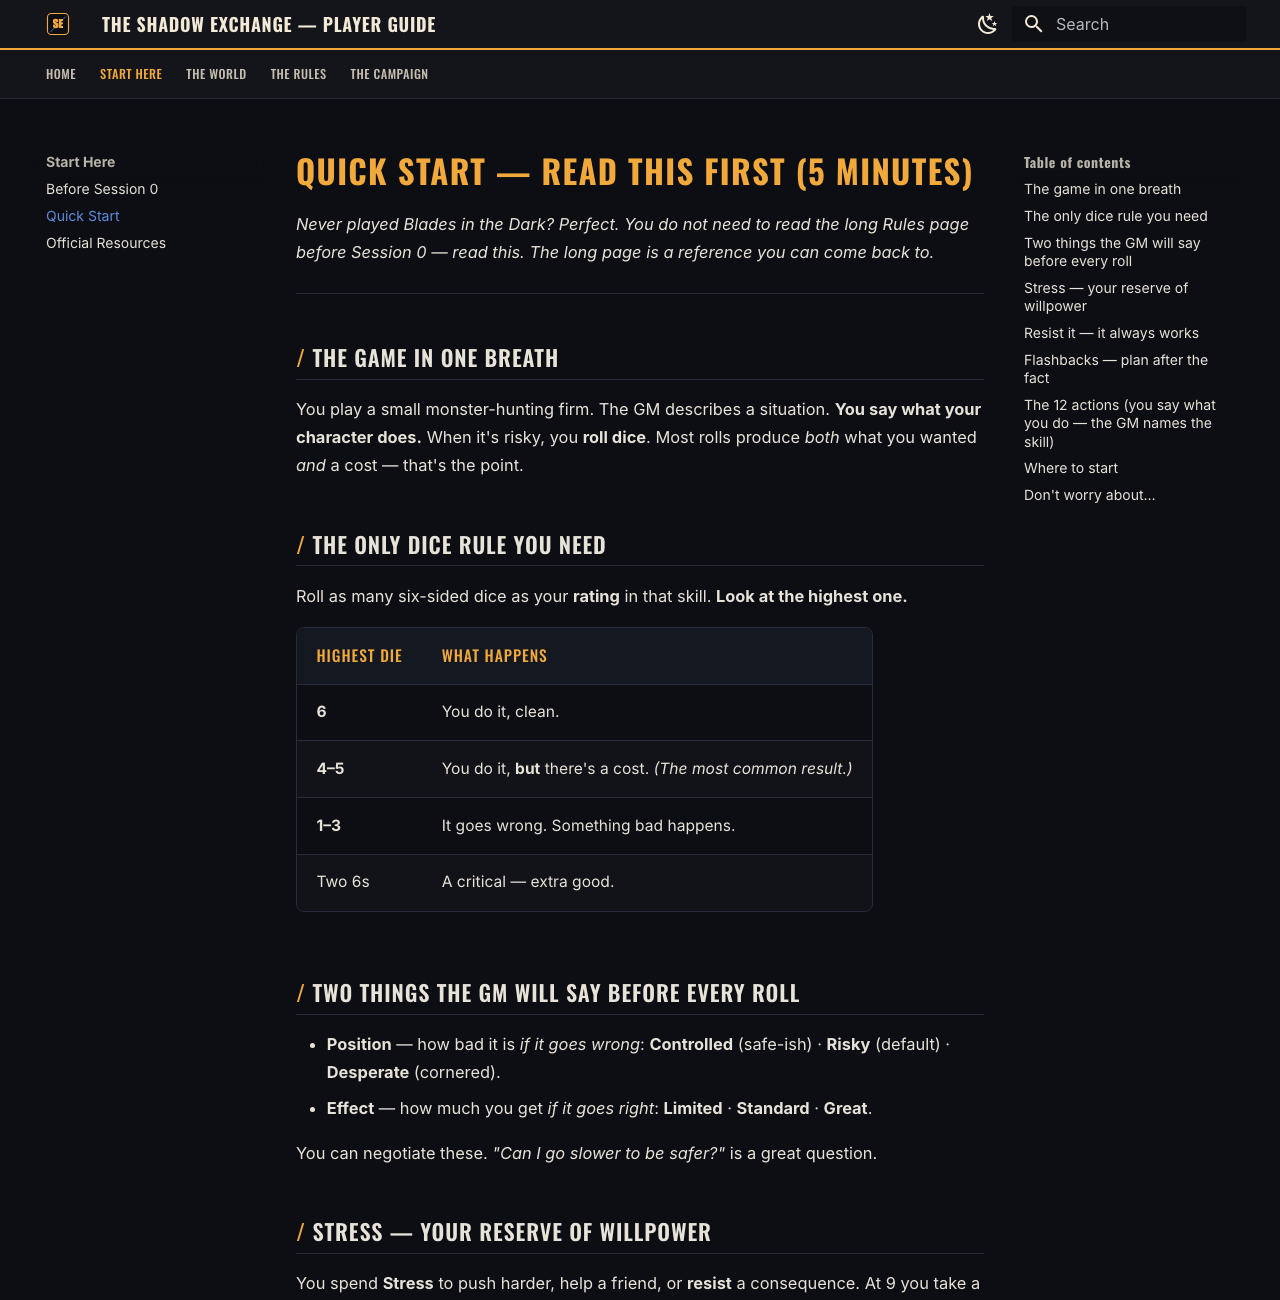 SE
THE SHADOW EXCHANGE — PLAYER GUIDE
Search
HOME
START HERE
THE WORLD
THE RULES
THE CAMPAIGN
Start Here
Before Session 0
Quick Start
Official Resources
QUICK START — READ THIS FIRST (5 MINUTES)
Never played Blades in the Dark? Perfect. You do not need to read the long Rules page
before Session 0 — read this. The long page is a reference you can come back to.
/ THE GAME IN ONE BREATH
You play a small monster-hunting firm. The GM describes a situation. You say what your
character does. When it's risky, you roll dice. Most rolls produce both what you wanted
and a cost — that's the point.
/ THE ONLY DICE RULE YOU NEED
Roll as many six-sided dice as your rating in that skill. Look at the highest one.
HIGHEST DIE WHAT HAPPENS
6 You do it, clean.
4–5 You do it, but there's a cost. (The most common result.)
1–3 It goes wrong. Something bad happens.
Two 6s A critical — extra good.
/ TWO THINGS THE GM WILL SAY BEFORE EVERY ROLL
• Position — how bad it is if it goes wrong: Controlled (safe-ish) · Risky (default) ·
Desperate (cornered).
• Effect — how much you get if it goes right: Limited · Standard · Great.
You can negotiate these. "Can I go slower to be safer?" is a great question.
/ STRESS — YOUR RESERVE OF WILLPOWER
You spend Stress to push harder, help a friend, or resist a consequence. At 9 you take a
Table of contents
The game in one breath
The only dice rule you need
Two things the GM will say
before every roll
Stress — your reserve of
willpower
Resist it — it always works
Flashbacks — plan after the
fact
The 12 actions (you say what
you do — the GM names the
skill)
Where to start
Don't worry about…